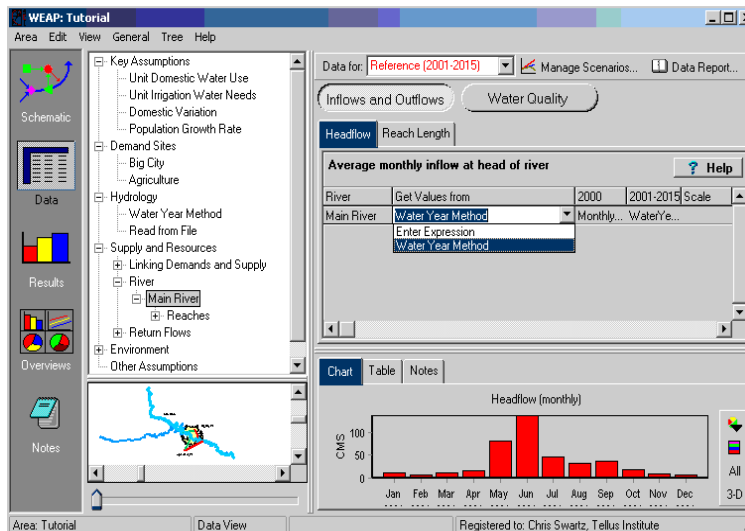 WEAP: Tutorial
Area Edit View General Tree Help
Schematic
Data
Results
Overviews
Notes
Key Assumptions
Unit Domestic Water Use
Unit Irrigation Water Needs
Domestic Variation
Population Growth Rate
Demand Sites
Big City
Agriculture
Hydrology
Water Year Method
Read from File
Supply and Resources
Linking Demands and Supply
River
Main River
Reaches
Return Flows
Environment
Other Assumptions
Data for: Reference (2001-2015) Manage Scenarios... Data Report...
Inflows and Outflows Water Quality
Headflow Reach Length
Average monthly inflow at head of river ? Help
River Get Values from 2000 2001-2015 Scale
Main River Water Year Method Monthly... WaterYe...
Enter Expression
Water Year Method
Chart Table Notes
Headflow (monthly)
CMS
100
50
0
Jan Feb Mar Apr May Jun Jul Aug Sep Oct Nov Dec
All
3-D
Area: Tutorial Data View Registered to: Chris Swartz, Tellus Institute